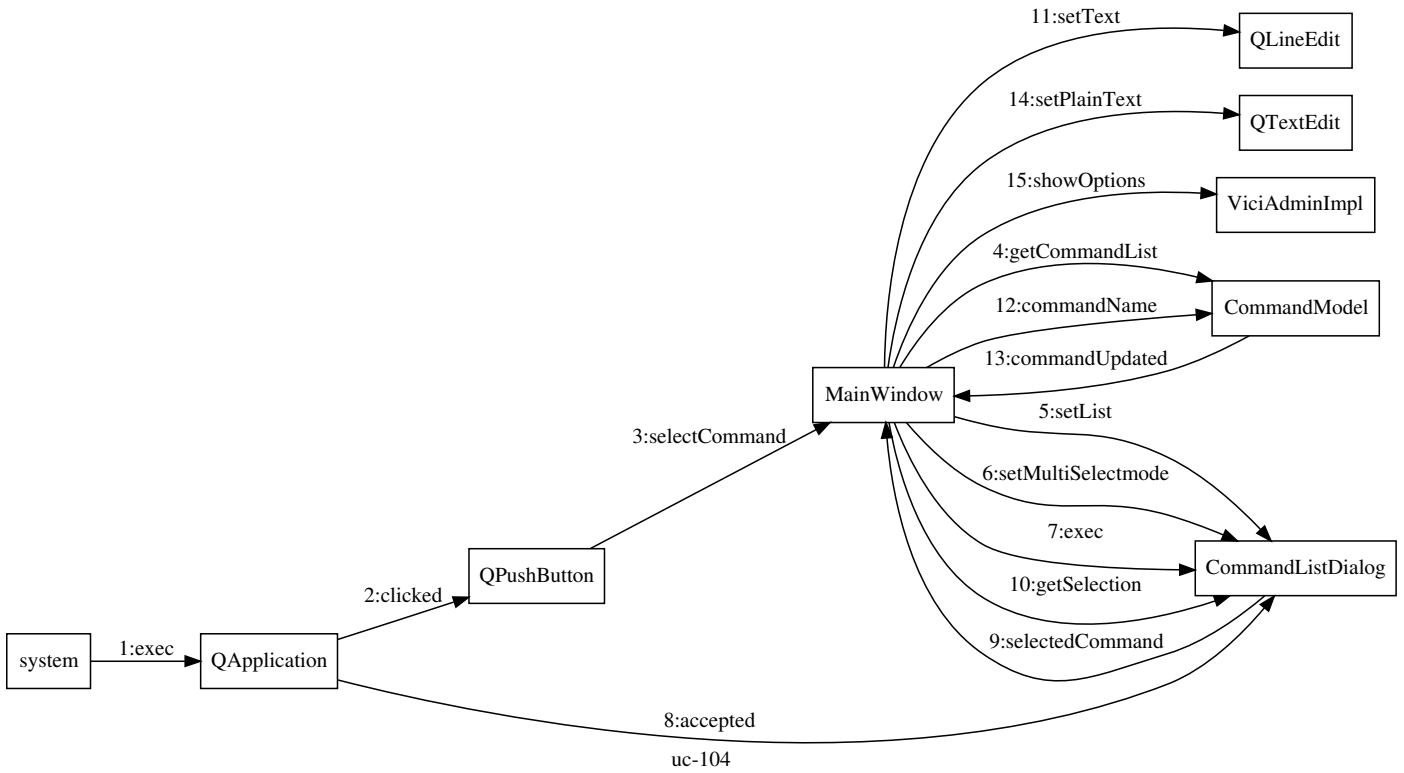 11:setText
QLineEdit
14:setPlainText
QTextEdit
15:showOptions
ViciAdminImpl
4:getCommandList
12:commandName
CommandModel
13:commandUpdated
MainWindow
5:setList
3:selectCommand
6:setMultiSelectmode
7:exec
CommandListDialog
QPushButton
10:getSelection
2:clicked
9:selectedCommand
1:exec
system
QApplication
8:accepted
uc-104